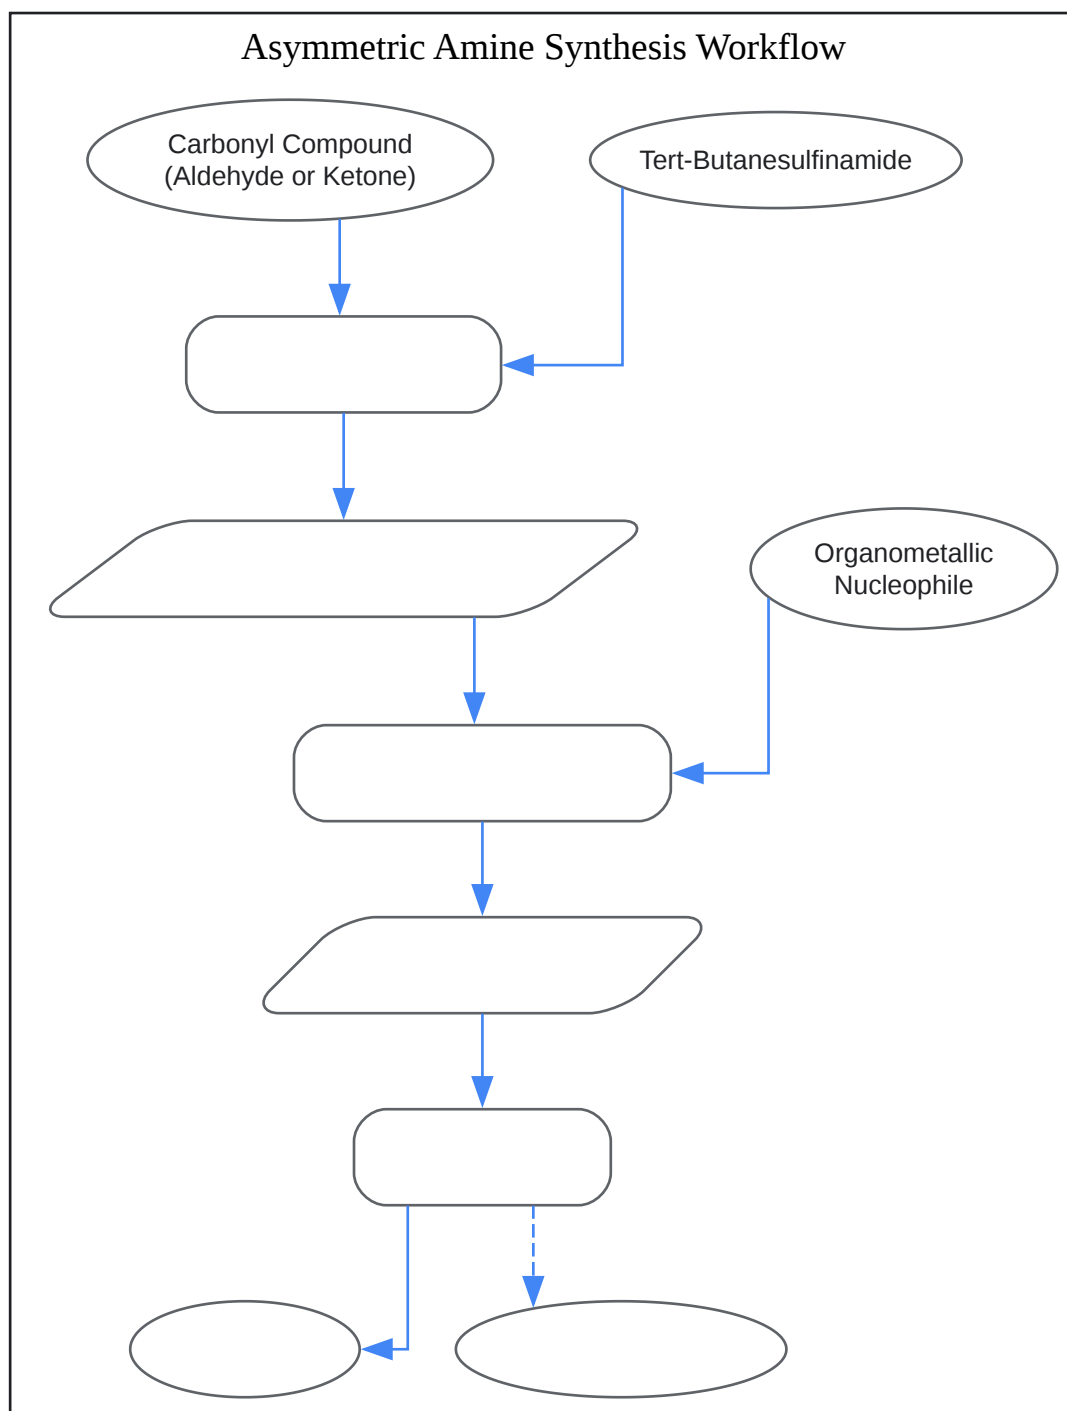 Asymmetric Amine Synthesis Workflow
Carbonyl Compound
(Aldehyde or Ketone)
Tert-Butanesulfinamide
Organometallic
Nucleophile